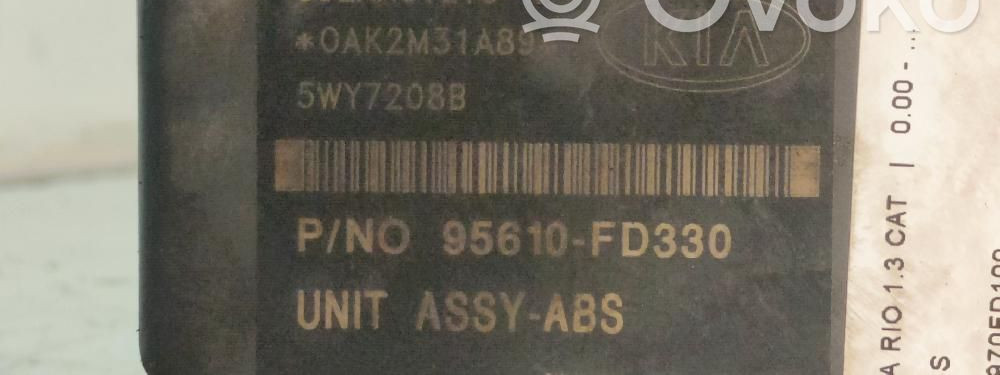 OVOKO
*0AK2M31A89
KIA
5WY7208B
P/NO 95610-FD330
UNIT ASSY-ABS
RIO 1.3 CAT | 0.00 - ...